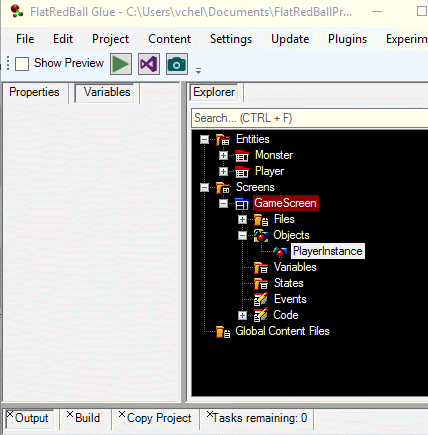 FlatRedBall Glue - C:\Users\vchel\Documents\FlatRedBallPr...
File Edit Project Content Settings Update Plugins Experim
Show Preview
Properties Variables Explorer
Search... (CTRL + F)
Entities
Monster
Player
Screens
GameScreen
Files
Objects
PlayerInstance
Variables
States
Events
Code
Global Content Files
Output Build Copy Project Tasks remaining: 0